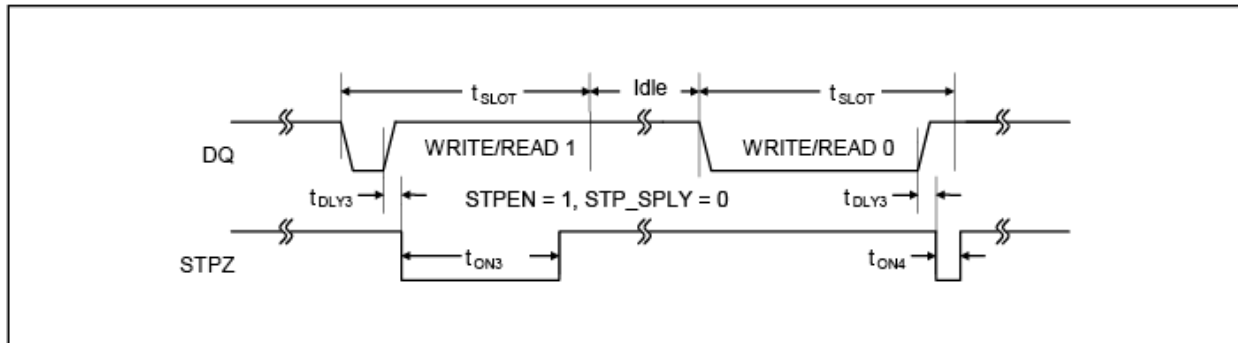 tSLOT Idle tSLOT
DQ WRITE/READ 1 WRITE/READ 0
tDLY3 STPEN = 1, STP_SPLY = 0 tDLY3
STPZ tON3 tON4